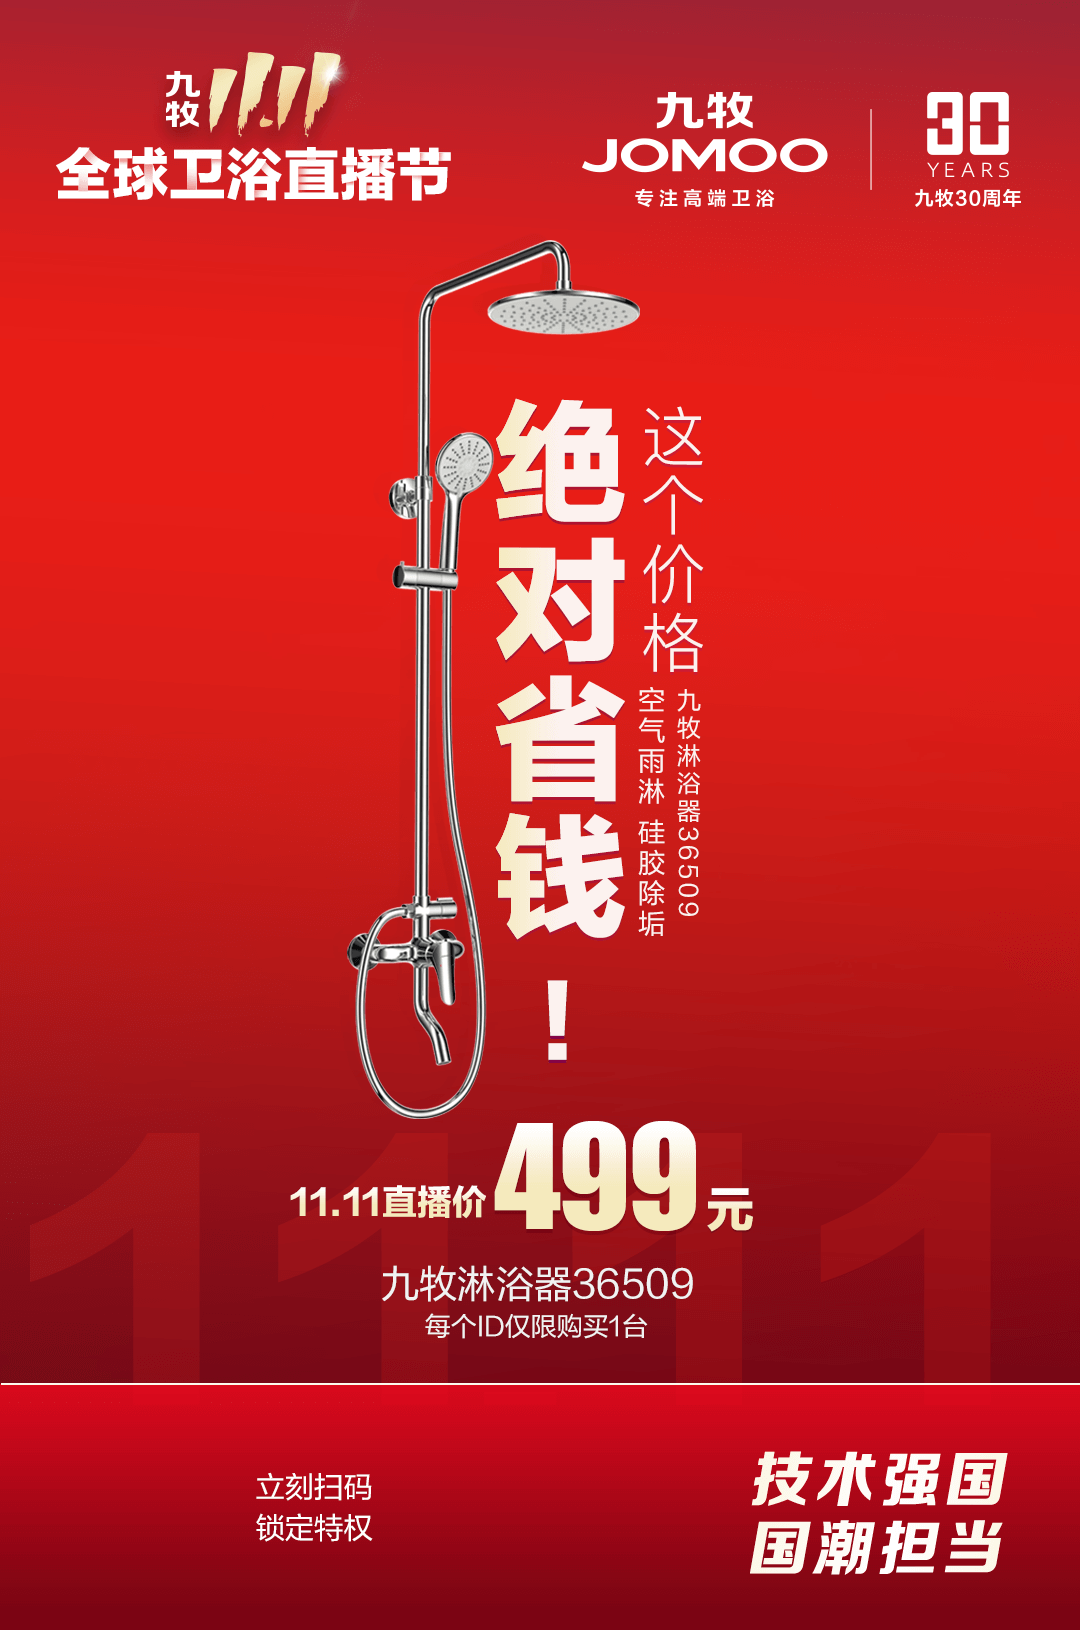 九牧
11.11
全球卫浴直播节
九牧
JOMOO
专注高端卫浴
30
YEARS
九牧30周年
这个价格
绝对省钱！
九牧淋浴器36509
空气雨淋 硅胶除垢
11.11直播价499元
九牧淋浴器36509
每个ID仅限购买1台
11.11
立刻扫码
锁定特权
技术强国
国潮担当